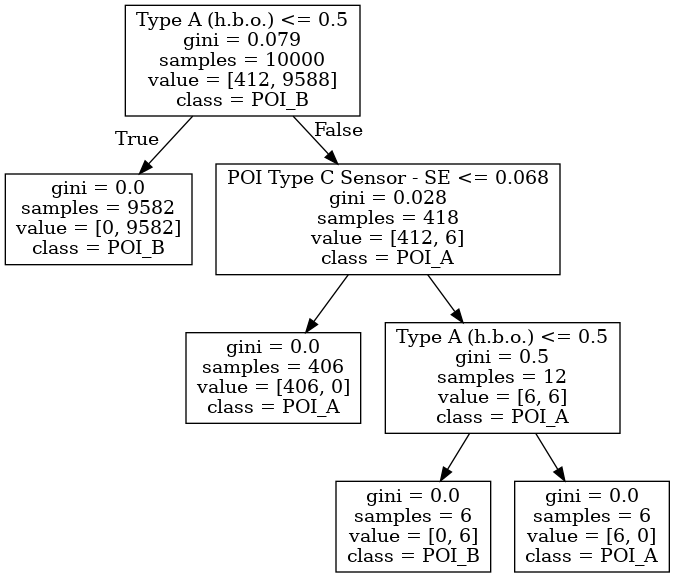 Type A (h.b.o.) <= 0.5
gini = 0.079
samples = 10000
value = [412, 9588]
class = POI_B
True
False
gini = 0.0
samples = 9582
value = [0, 9582]
class = POI_B
POI Type C Sensor - SE <= 0.068
gini = 0.028
samples = 418
value = [412, 6]
class = POI_A
gini = 0.0
samples = 406
value = [406, 0]
class = POI_A
Type A (h.b.o.) <= 0.5
gini = 0.5
samples = 12
value = [6, 6]
class = POI_A
gini = 0.0
samples = 6
value = [0, 6]
class = POI_B
gini = 0.0
samples = 6
value = [6, 0]
class = POI_A